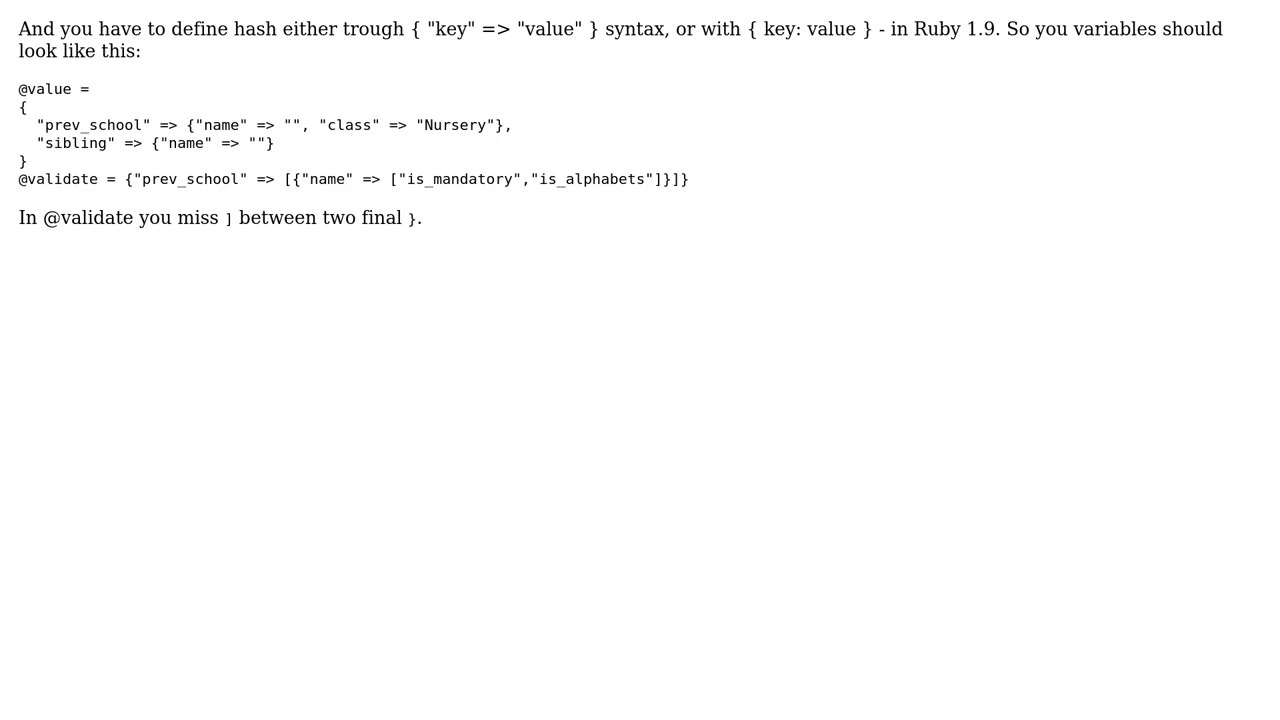 And you have to define hash either trough { "key" => "value" } syntax, or with { key: value } - in Ruby 1.9. So you variables should
look like this:
@value =
{
  "prev_school" => {"name" => "", "class" => "Nursery"},
  "sibling" => {"name" => ""}
}
@validate = {"prev_school" => [{"name" => ["is_mandatory","is_alphabets"]}]}
In @validate you miss ] between two final }.